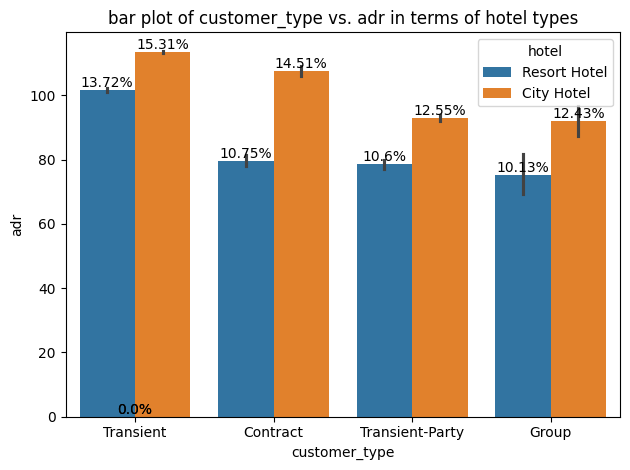 bar plot of customer_type vs. adr in terms of hotel types
hotel
Resort Hotel
City Hotel
13.72%
15.31%
10.75%
14.51%
10.6%
12.55%
10.13%
12.43%
0.0%
adr
100
80
60
40
20
0
Transient
Contract
Transient-Party
Group
customer_type